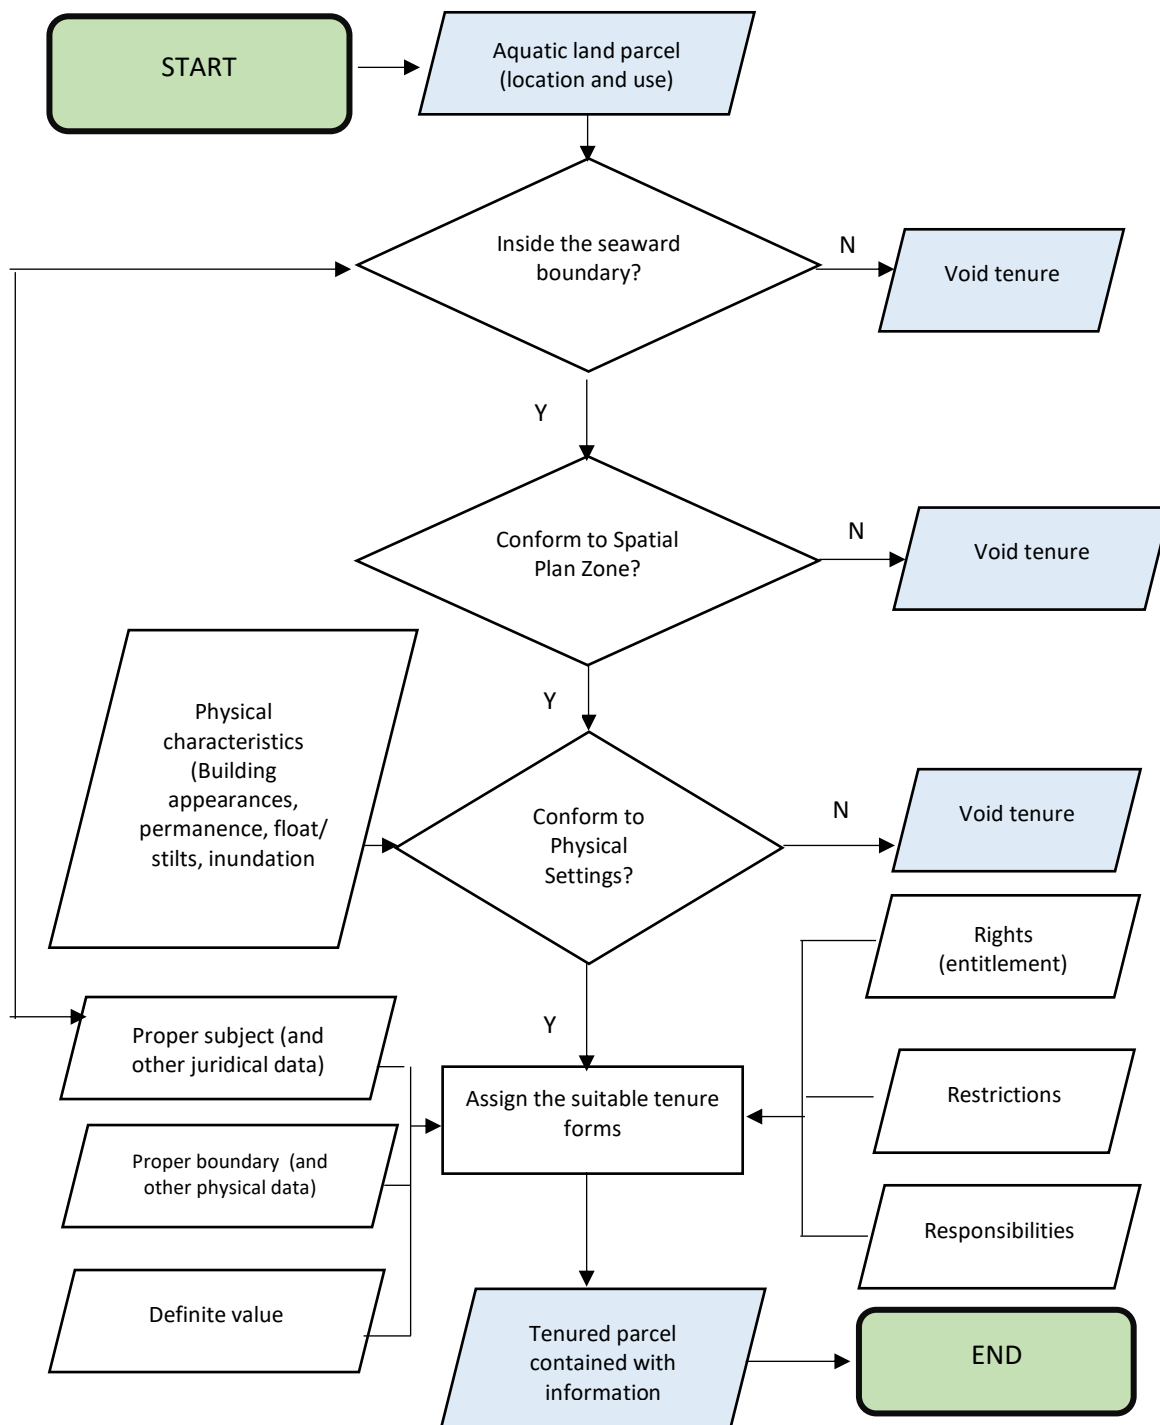 START
Aquatic land parcel
(location and use)
Inside the seaward
boundary?
N
Void tenure
Y
Conform to Spatial
Plan Zone?
N
Void tenure
Y
Physical
characteristics
(Building
appearances,
permanence, float/
stilts, inundation
Conform to
Physical
Settings?
N
Void tenure
Rights
(entitlement)
Y
Proper subject (and
other juridical data)
Assign the suitable tenure
forms
Restrictions
Proper boundary (and
other physical data)
Responsibilities
Definite value
Tenured parcel
contained with
information
END